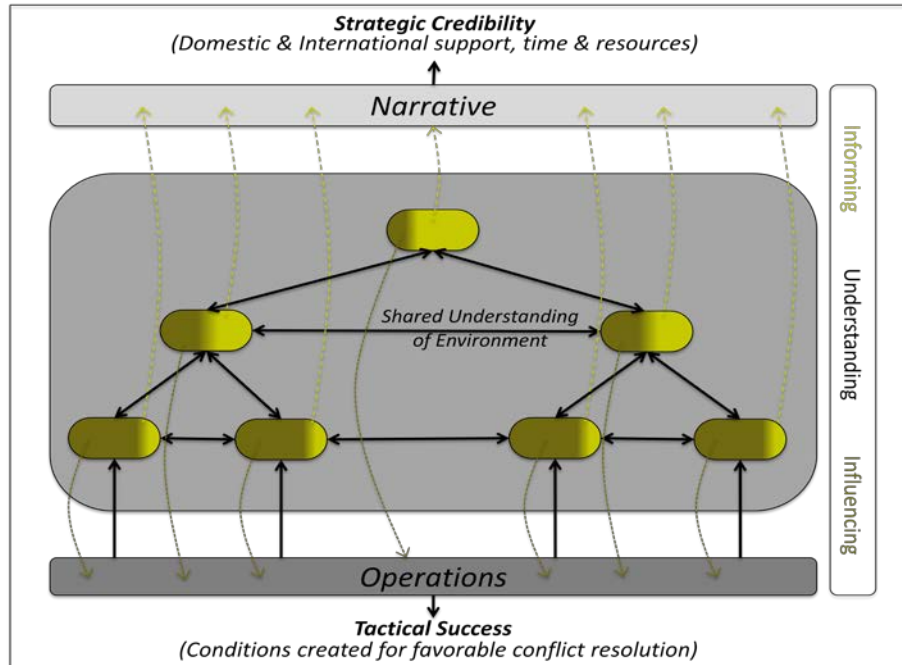 Strategic Credibility
(Domestic & International support, time & resources)
Narrative
Informing
Shared Understanding
of Environment
Understanding
Influencing
Operations
Tactical Success
(Conditions created for favorable conflict resolution)